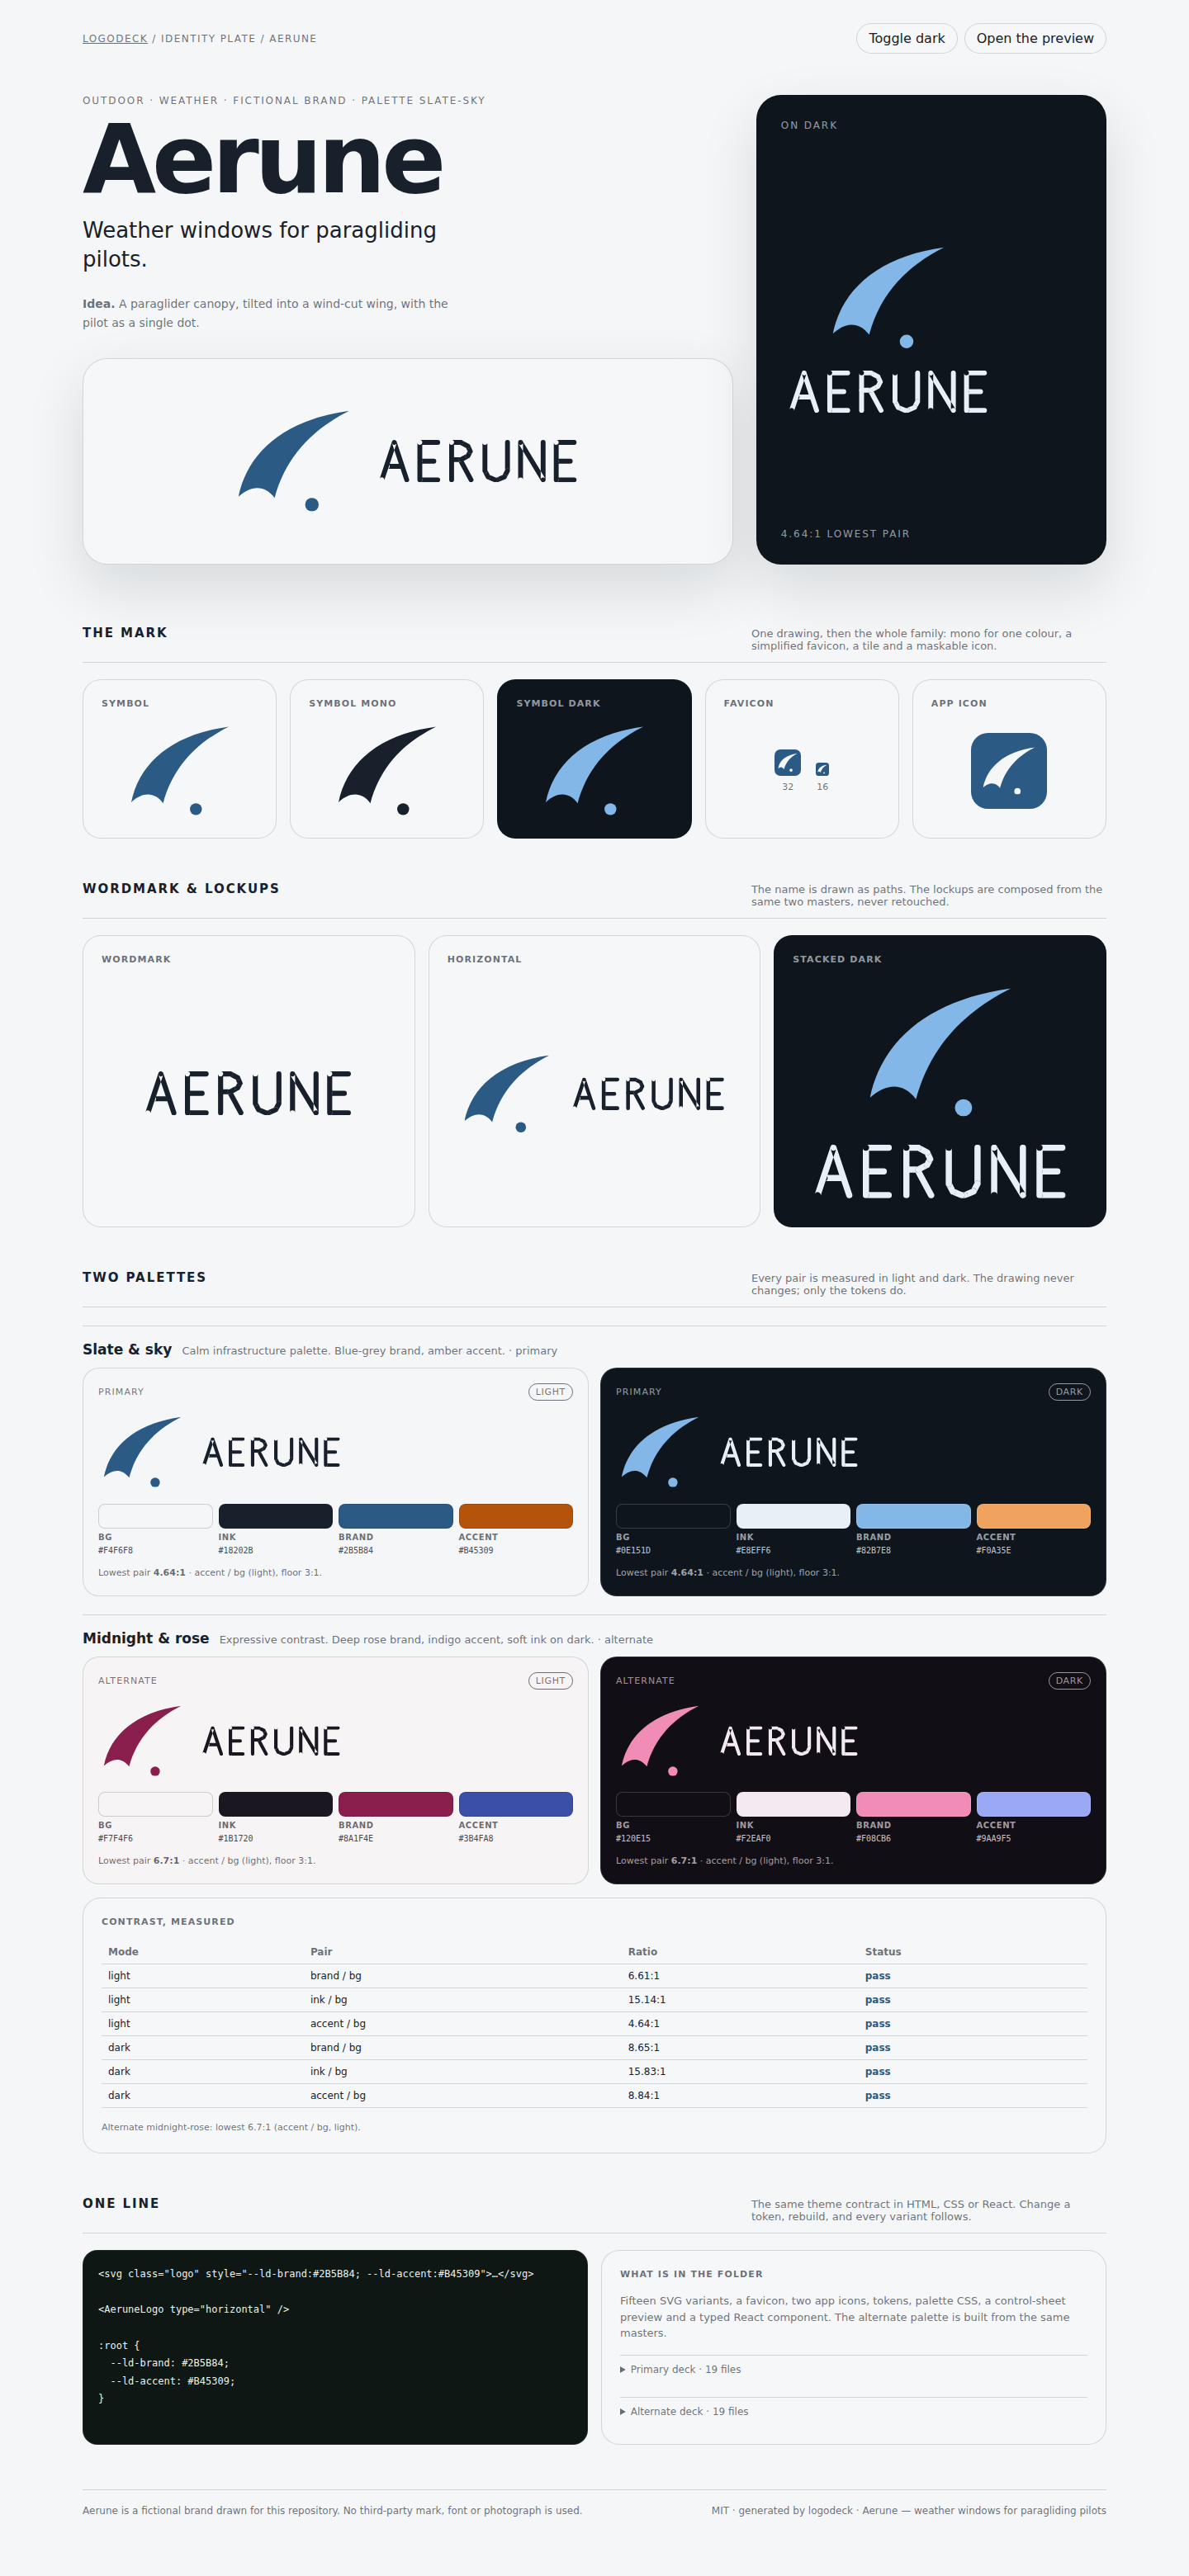 LOGODECK / IDENTITY PLATE / AERUNE
Toggle dark
Open the preview
OUTDOOR · WEATHER · FICTIONAL BRAND · PALETTE SLATE-SKY
Aerune
Weather windows for paragliding
pilots.
Idea. A paraglider canopy, tilted into a wind-cut wing, with the
pilot as a single dot.
AERUNE
ON DARK
AERUNE
4.64:1 LOWEST PAIR
THE MARK
One drawing, then the whole family: mono for one colour, a
simplified favicon, a tile and a maskable icon.
SYMBOL
SYMBOL MONO
SYMBOL DARK
FAVICON
32
16
APP ICON
WORDMARK & LOCKUPS
The name is drawn as paths. The lockups are composed from the
same two masters, never retouched.
WORDMARK
AERUNE
HORIZONTAL
AERUNE
STACKED DARK
AERUNE
TWO PALETTES
Every pair is measured in light and dark. The drawing never
changes; only the tokens do.
Slate & sky Calm infrastructure palette. Blue-grey brand, amber accent. · primary
PRIMARY
LIGHT
AERUNE
BG INK BRAND ACCENT
#F4F6F8 #18202B #2B5B84 #B45309
Lowest pair 4.64:1 · accent / bg (light), floor 3:1.
PRIMARY
DARK
AERUNE
BG INK BRAND ACCENT
#0E151D #E8EFF6 #82B7E8 #F0A35E
Lowest pair 4.64:1 · accent / bg (light), floor 3:1.
Midnight & rose Expressive contrast. Deep rose brand, indigo accent, soft ink on dark. · alternate
ALTERNATE
LIGHT
AERUNE
BG INK BRAND ACCENT
#F7F4F6 #1B1720 #8A1F4E #3B4FA8
Lowest pair 6.7:1 · accent / bg (light), floor 3:1.
ALTERNATE
DARK
AERUNE
BG INK BRAND ACCENT
#120E15 #F2EAF0 #F08CB6 #9AA9F5
Lowest pair 6.7:1 · accent / bg (light), floor 3:1.
CONTRAST, MEASURED
Mode Pair Ratio Status
light brand / bg 6.61:1 pass
light ink / bg 15.14:1 pass
light accent / bg 4.64:1 pass
dark brand / bg 8.65:1 pass
dark ink / bg 15.83:1 pass
dark accent / bg 8.84:1 pass
Alternate midnight-rose: lowest 6.7:1 (accent / bg, light).
ONE LINE
The same theme contract in HTML, CSS or React. Change a
token, rebuild, and every variant follows.
<svg class="logo" style="--ld-brand:#2B5B84; --ld-accent:#B45309">…</svg>
<AeruneLogo type="horizontal" />
:root {
--ld-brand: #2B5B84;
--ld-accent: #B45309;
}
WHAT IS IN THE FOLDER
Fifteen SVG variants, a favicon, two app icons, tokens, palette CSS, a control-sheet
preview and a typed React component. The alternate palette is built from the same
masters.
Primary deck · 19 files
Alternate deck · 19 files
Aerune is a fictional brand drawn for this repository. No third-party mark, font or photograph is used.
MIT · generated by logodeck · Aerune — weather windows for paragliding pilots